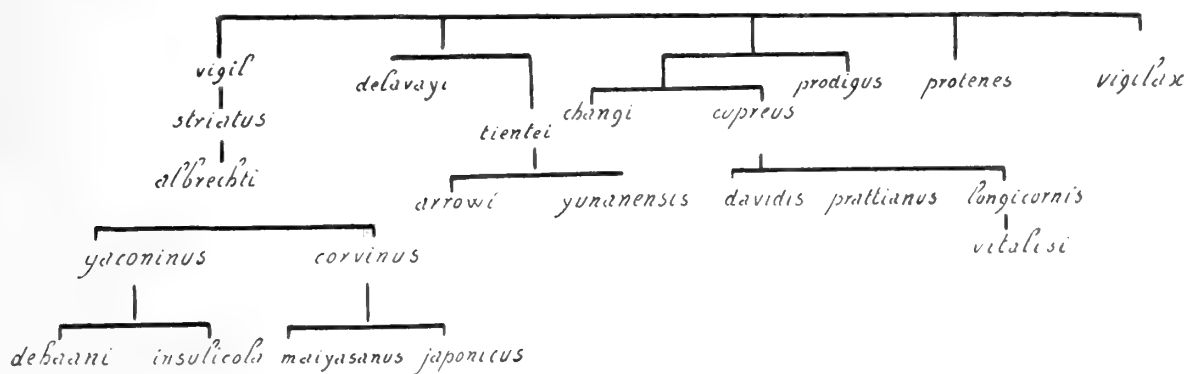 vigil delavayi prodigus protenes vigilax
striatus tientei changi cupreus
albrechti arrowi yunanensis davidis prattianus longicornis
yaconinus corvinus vitalisi
dehaani insulicola maiyasanus japonicus